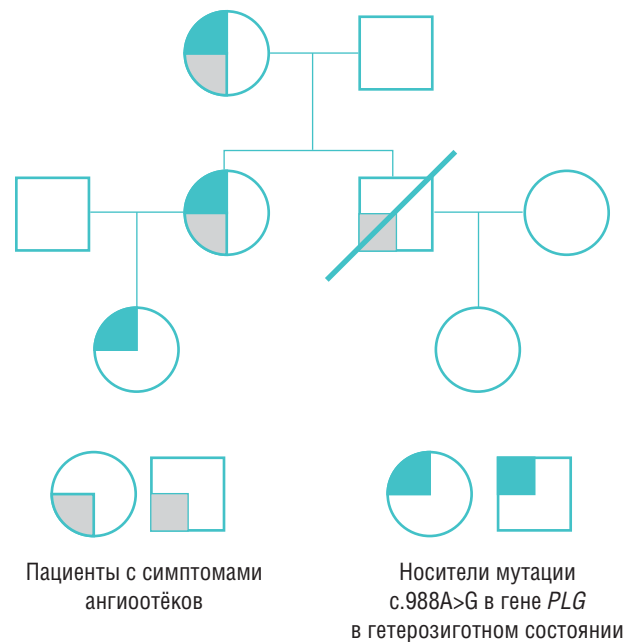 Пациенты с симптомами
ангиоотёков
Носители мутации
c.988A>G в гене PLG
в гетерозиготном состоянии